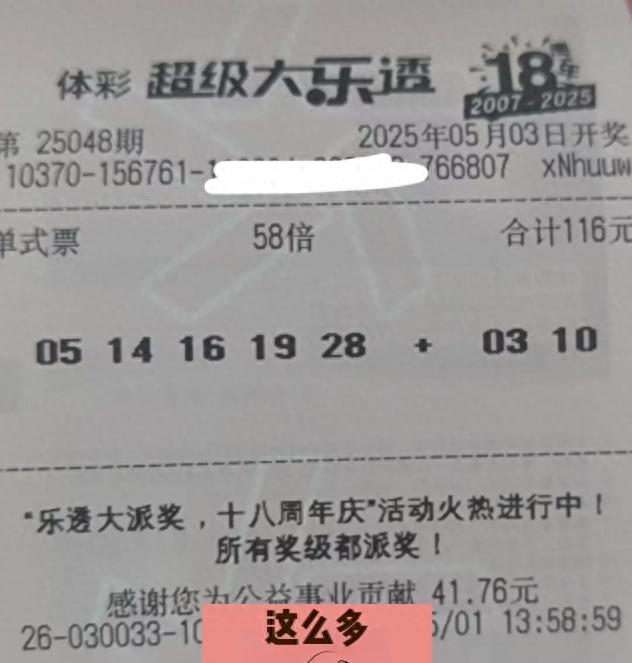 体彩 超级大乐透 18周年
2007-2025
第 25048期 2025年05月03日开奖
10370-156761- -766807 xNhuuw
单式票 58倍 合计116元
05 14 16 19 28 + 03 10
“乐透大派奖，十八周年庆”活动火热进行中！
所有奖级都派奖！
感谢您为公益事业贡献 41.76元
26-030033-10 5/01 13:58:59
这么多